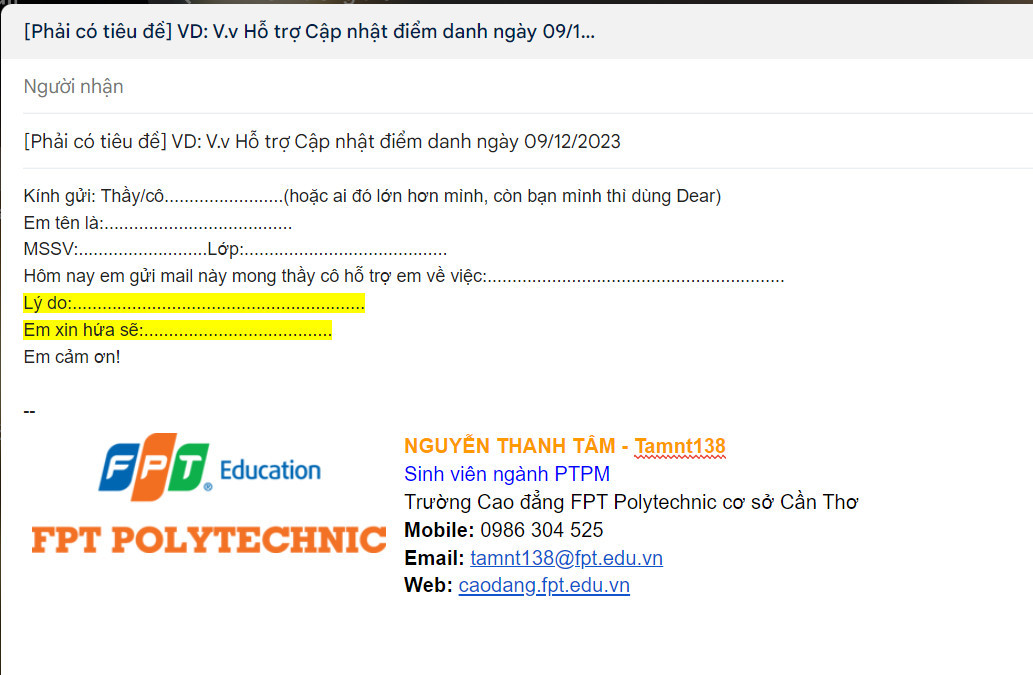 [Phải có tiêu đề] VD: V.v Hỗ trợ Cập nhật điểm danh ngày 09/1...
Người nhận
[Phải có tiêu đề] VD: V.v Hỗ trợ Cập nhật điểm danh ngày 09/12/2023
Kính gửi: Thầy/cô........................(hoặc ai đó lớn hơn mình, còn bạn mình thì dùng Dear)
Em tên là:......................................
MSSV:..........................Lớp:.........................................
Hôm nay em gửi mail này mong thầy cô hỗ trợ em về việc:............................................................
Lý do:...........................................................
Em xin hứa sẽ:......................................
Em cảm ơn!
--
FPT Education
FPT POLYTECHNIC
NGUYỄN THANH TÂM - Tamnt138
Sinh viên ngành PTPM
Trường Cao đẳng FPT Polytechnic cơ sở Cần Thơ
Mobile: 0986 304 525
Email: tamnt138@fpt.edu.vn
Web: caodang.fpt.edu.vn